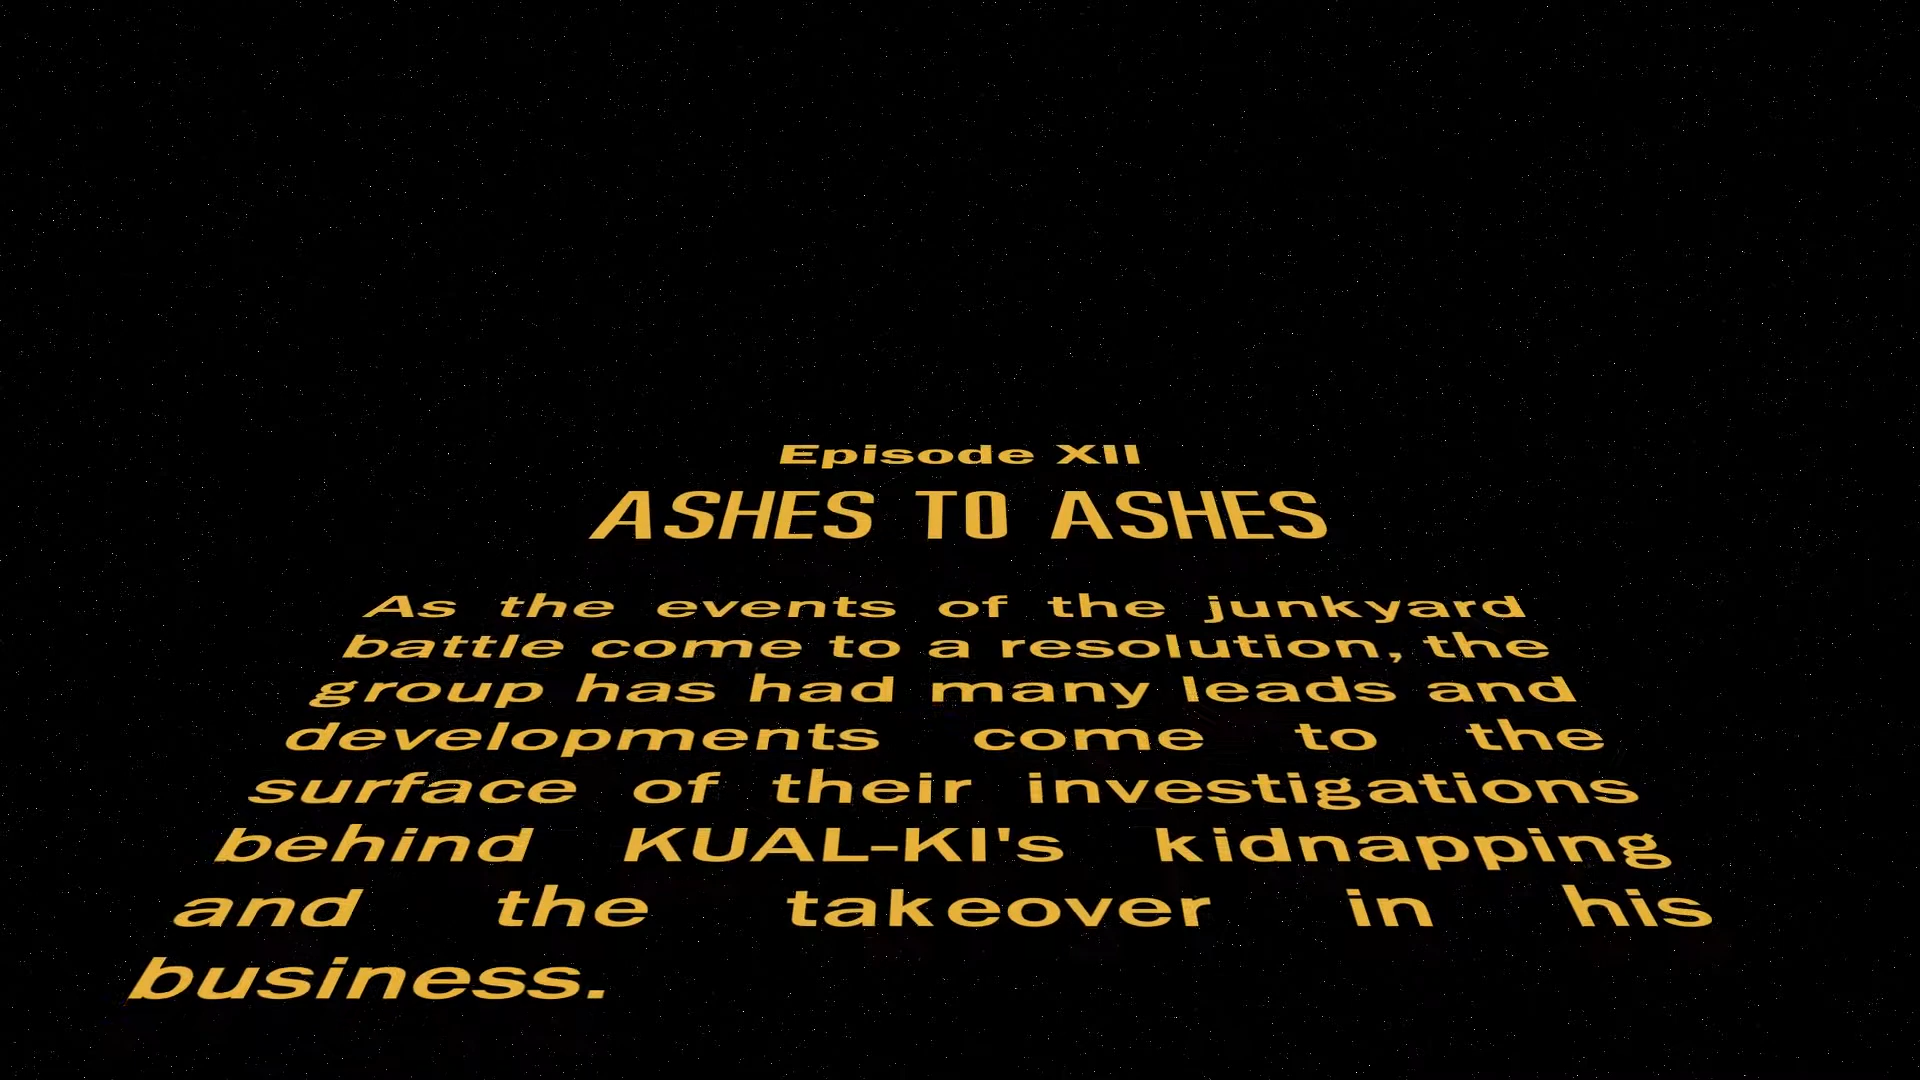 Episode XII
ASHES TO ASHES
As the events of the junkyard
battle come to a resolution, the
group has had many leads and
developments come to the
surface of their investigations
behind KUAL-KI's kidnapping
and the takeover in his
business.